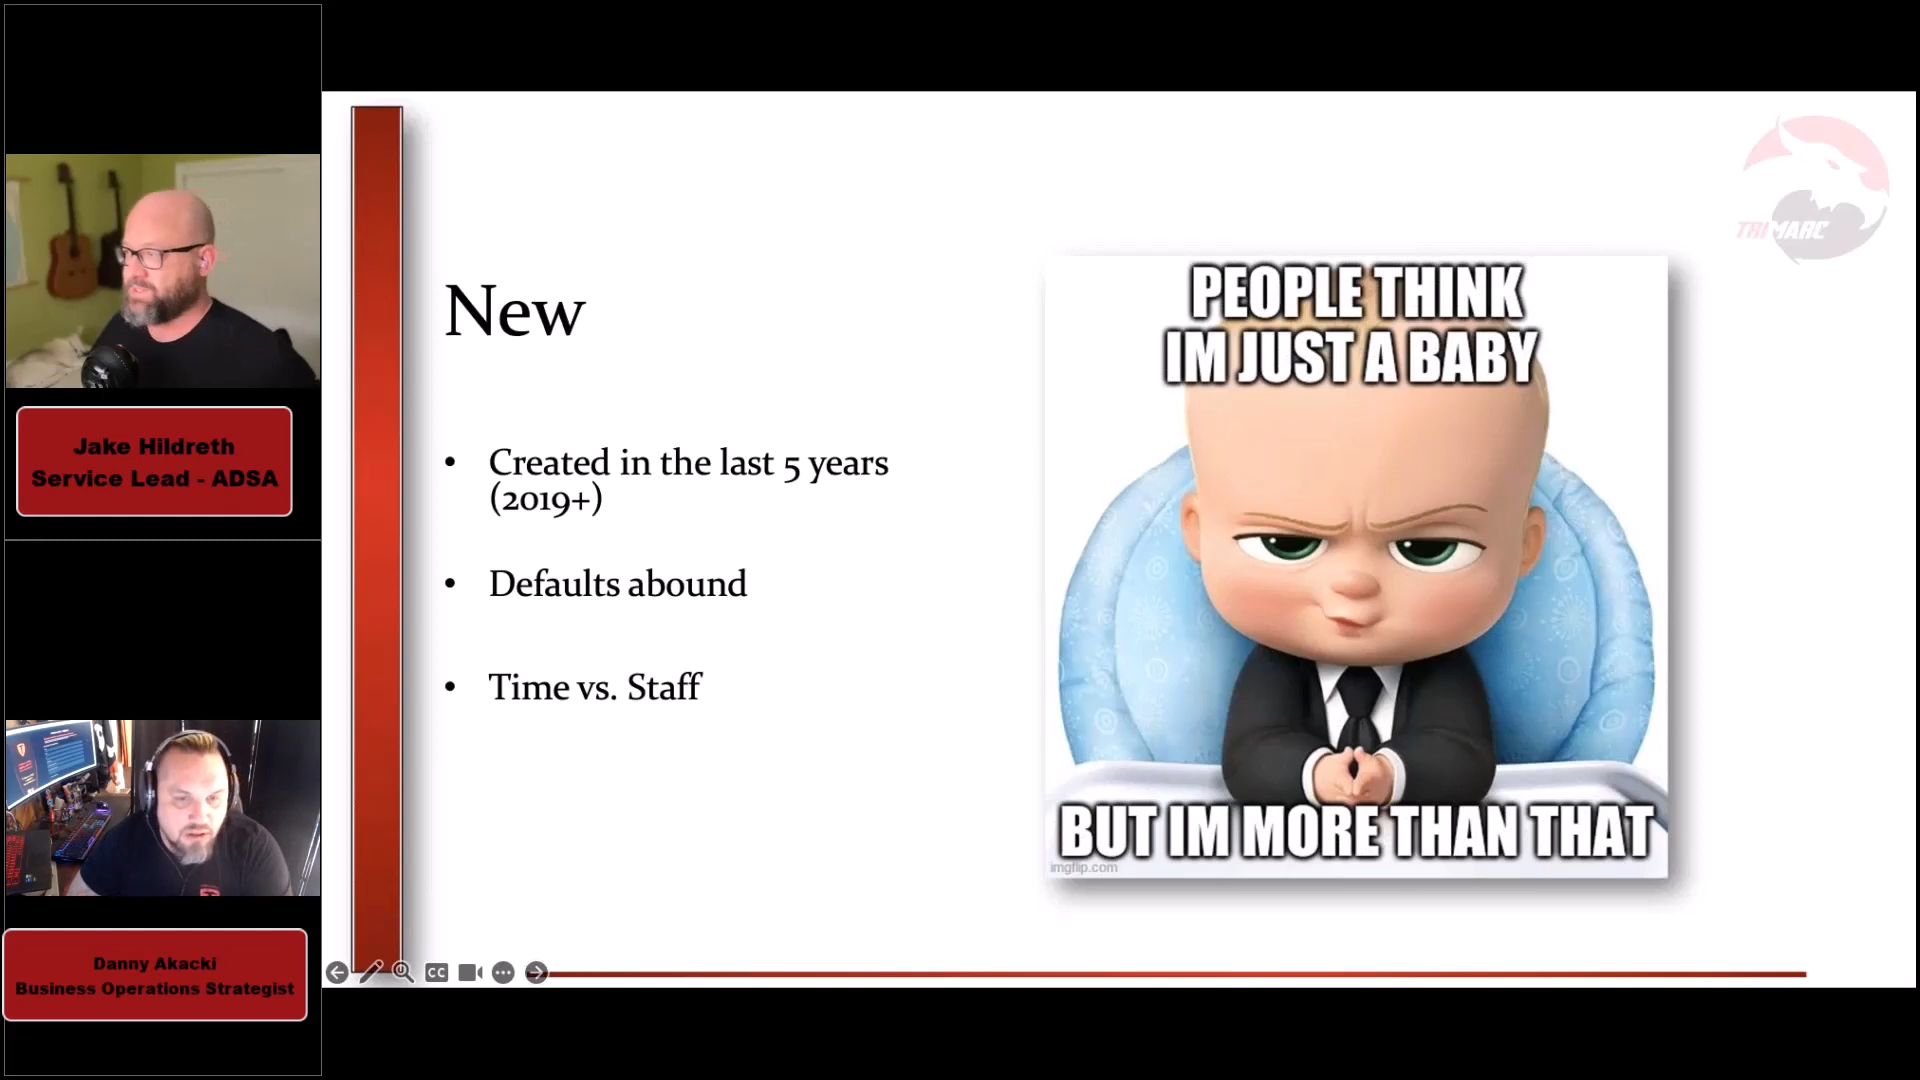 Jake Hildreth
Service Lead - ADSA
Danny Akacki
Business Operations Strategist
TRIMARC
New
• Created in the last 5 years
(2019+)
• Defaults abound
• Time vs. Staff
PEOPLE THINK
IM JUST A BABY
BUT IM MORE THAN THAT
imgflip.com
CC